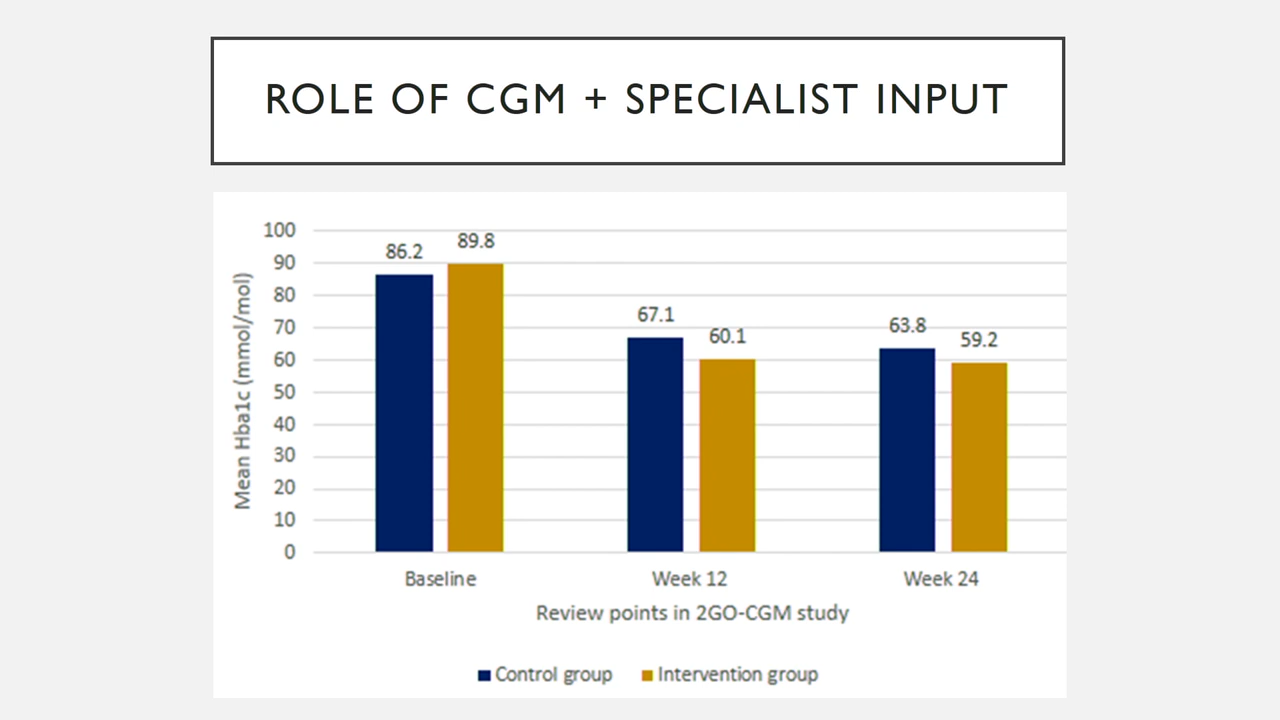 ROLE OF CGM + SPECIALIST INPUT
100
90
80
70
60
50
40
30
20
10
0
Mean Hba1c (mmol/mol)
86.2
89.8
67.1
60.1
63.8
59.2
Baseline
Week 12
Week 24
Review points in 2GO-CGM study
Control group
Intervention group